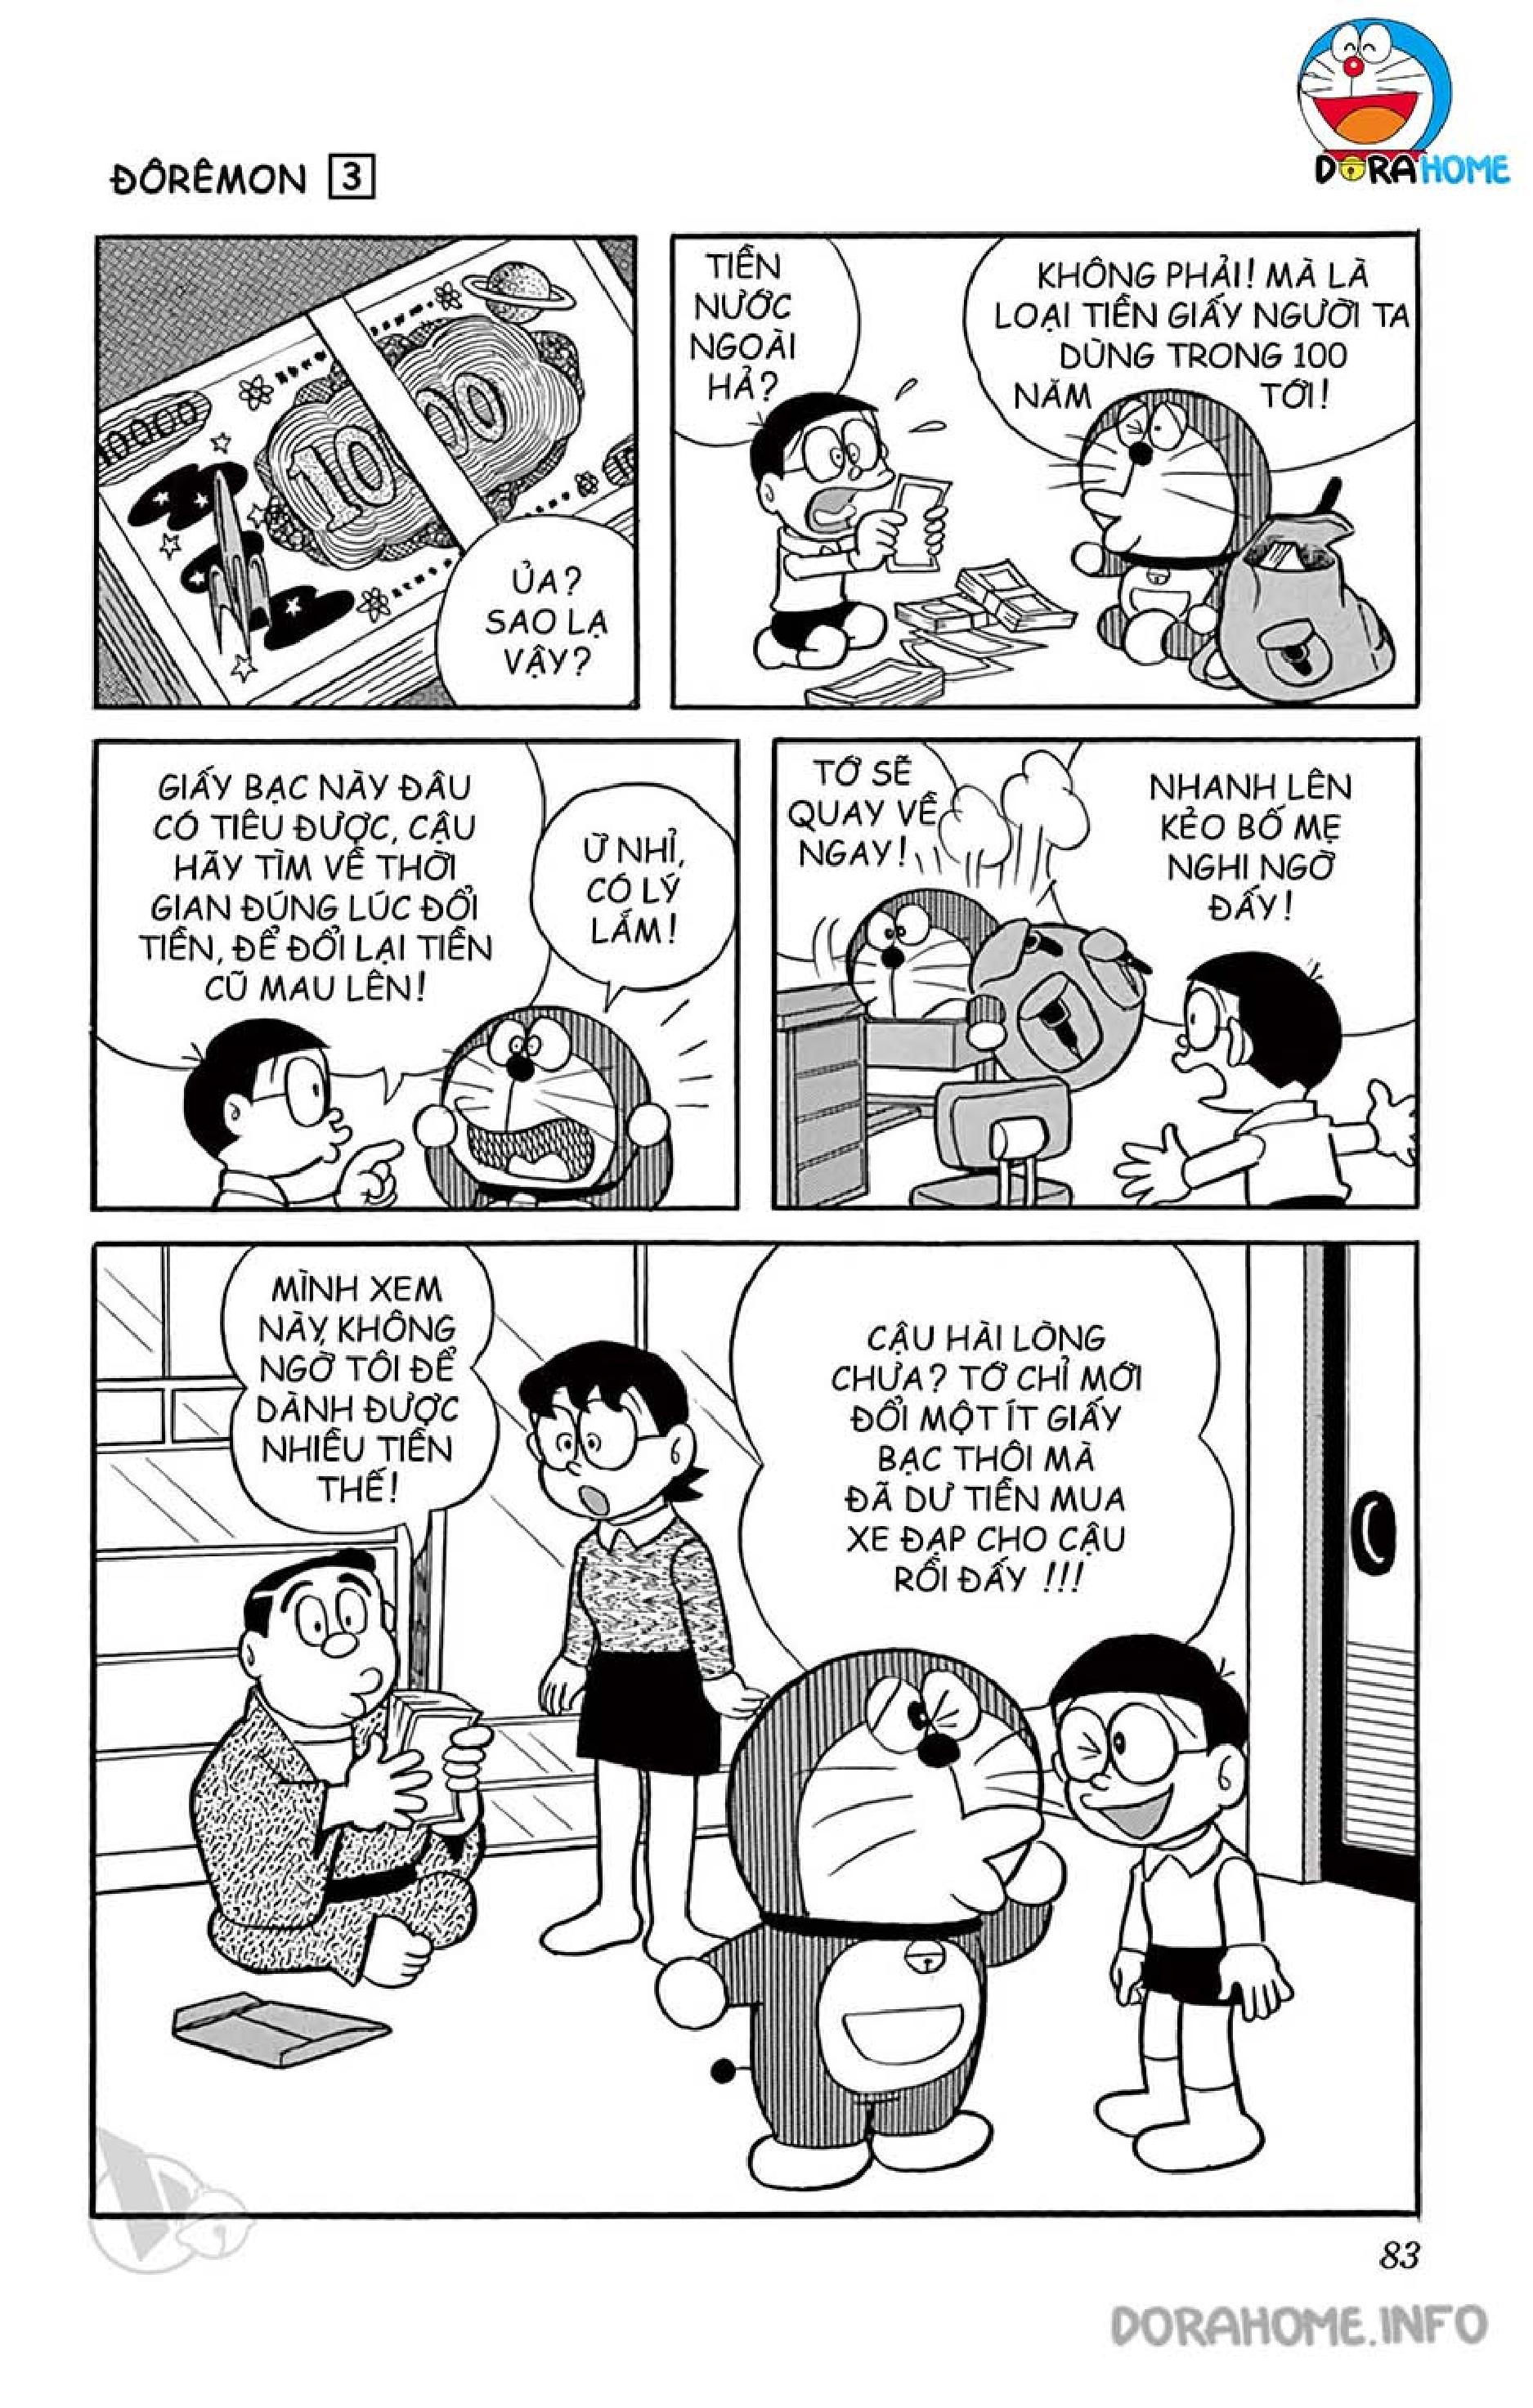 DORAHOME
ĐÔRÊMON 3
10000
1000
ỦA?
SAO LẠ
VẬY?
TIỀN
NƯỚC
NGOÀI
HẢ?
KHÔNG PHẢI! MÀ LÀ
LOẠI TIỀN GIẤY NGƯỜI TA
DÙNG TRONG 100
NĂM TỚI!
GIẤY BẠC NÀY ĐÂU
CÓ TIÊU ĐƯỢC, CẬU
HÃY TÌM VỀ THỜI
GIAN ĐÚNG LÚC ĐỔI
TIỀN, ĐỂ ĐỔI LẠI TIỀN
CŨ MAU LÊN!
Ừ NHỈ,
CÓ LÝ
LẮM!
TỚ SẼ
QUAY VỀ
NGAY!
NHANH LÊN
KẺO BỐ MẸ
NGHI NGỜ
ĐẤY!
MÌNH XEM
NÀY, KHÔNG
NGỜ TÔI ĐỂ
DÀNH ĐƯỢC
NHIỀU TIỀN
THẾ!
CẬU HÀI LÒNG
CHƯA? TỚ CHỈ MỚI
ĐỔI MỘT ÍT GIẤY
BẠC THÔI MÀ
ĐÃ DƯ TIỀN MUA
XE ĐẠP CHO CẬU
RỒI ĐẤY !!!
83
DORAHOME.INFO